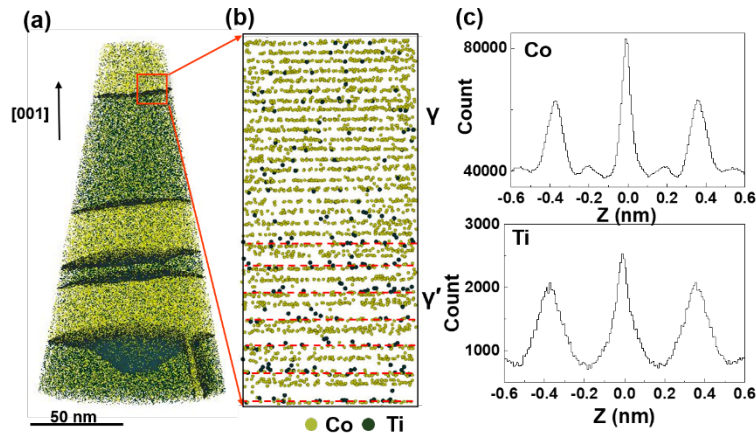 (a)
[001]
50 nm
(b)
γ
γ′
Co Ti
(c)
Co
80000
40000
Count
-0.6 -0.4 -0.2 0.0 0.2 0.4 0.6
Z (nm)
Ti
3000
2000
1000
Count
-0.6 -0.4 -0.2 0.0 0.2 0.4 0.6
Z (nm)